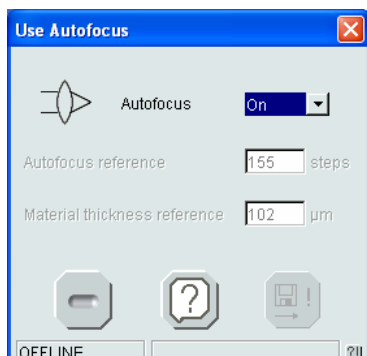 Use Autofocus
Autofocus On
Autofocus reference 155 steps
Material thickness reference 102 µm
?
!
OFFLINE ?!